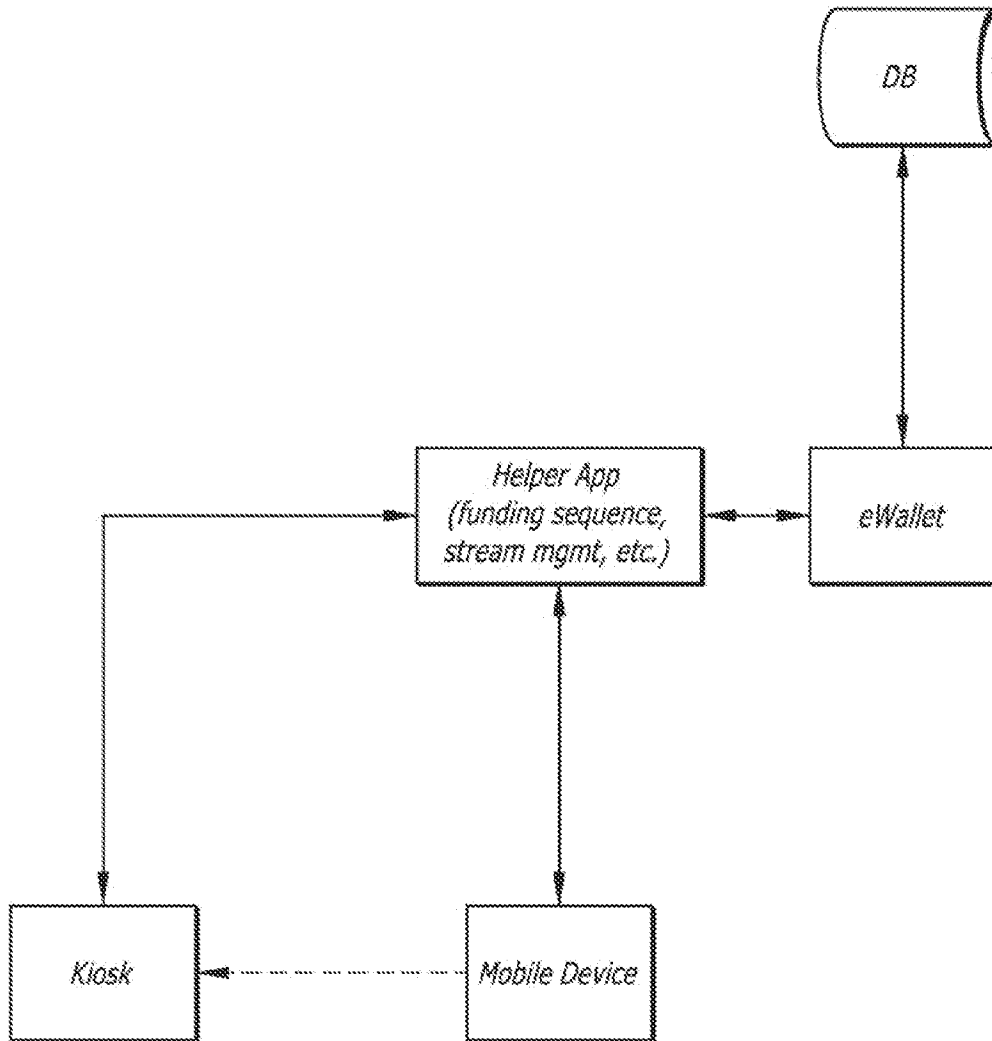 DB
Helper App
(funding sequence,
stream mgmt, etc.)
eWallet
Kiosk
Mobile Device